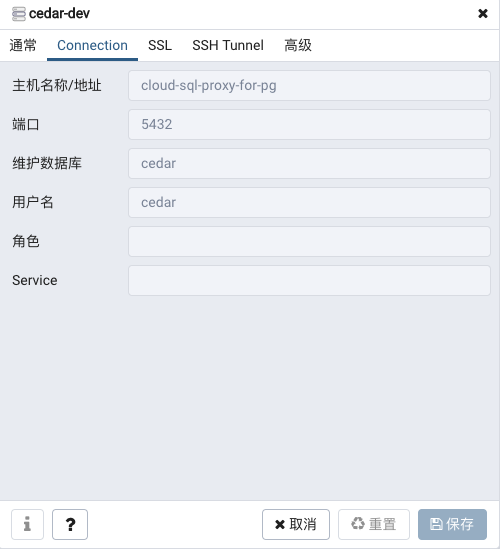 cedar-dev
通常 Connection SSL SSH Tunnel 高级
主机名称/地址 cloud-sql-proxy-for-pg
端口 5432
维护数据库 cedar
用户名 cedar
角色
Service
取消 重置 保存